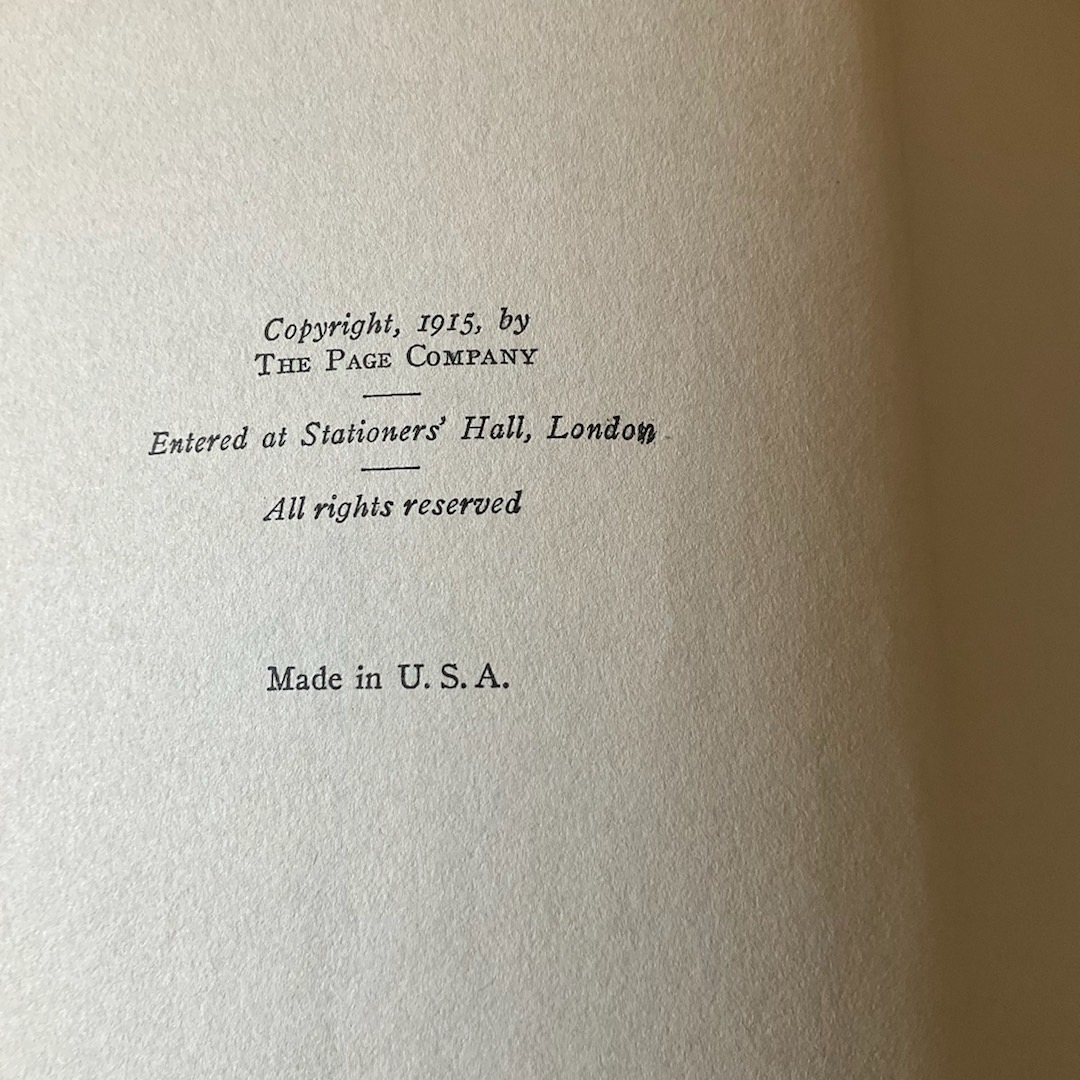 Copyright, 1915, by
THE PAGE COMPANY
Entered at Stationers' Hall, London
All rights reserved
Made in U. S. A.